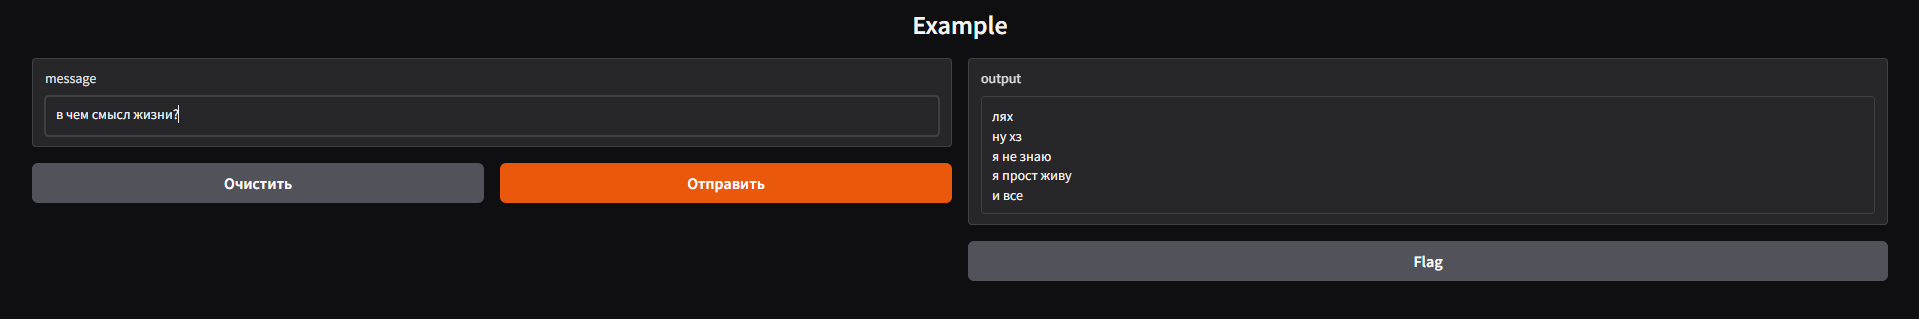 Example
message
в чем смысл жизни?
Очистить
Отправить
output
лях
ну хз
я не знаю
я прост живу
и все
Flag